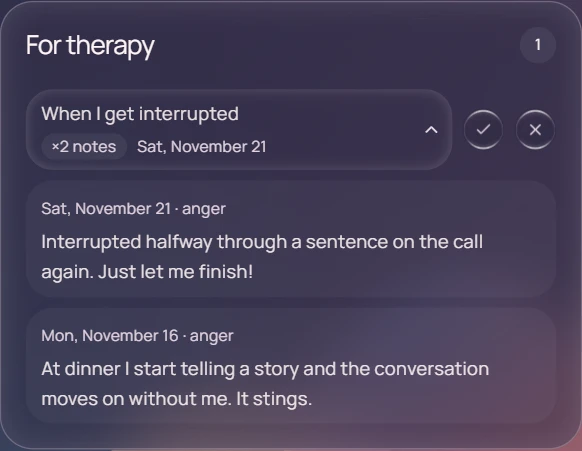 For therapy
1
When I get interrupted
×2 notes Sat, November 21
Sat, November 21 · anger
Interrupted halfway through a sentence on the call
again. Just let me finish!
Mon, November 16 · anger
At dinner I start telling a story and the conversation
moves on without me. It stings.